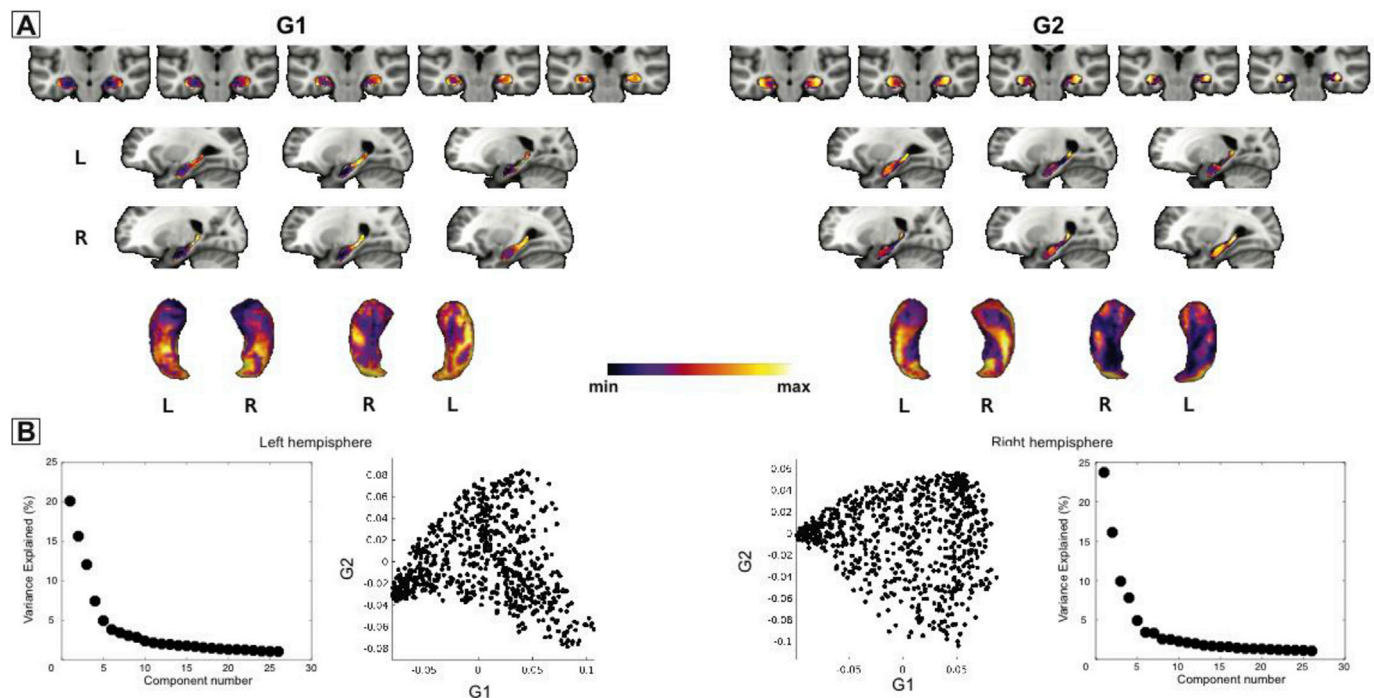 A
G1
G2
L
R
min
max
L
R
R
L
L
R
R
L
B
Left hempisphere
Right hempisphere
25
20
15
10
5
0
5
10
15
20
25
30
Variance Explained (%)
Component number
0.08
0.06
0.04
0.02
0
-0.02
-0.04
-0.06
-0.08
-0.05
0
0.05
0.1
G2
G1
0.06
0.04
0.02
0
-0.02
-0.04
-0.06
-0.08
-0.1
-0.05
0
0.05
G2
G1
25
20
15
10
5
0
5
10
15
20
25
30
Variance Explained (%)
Component number